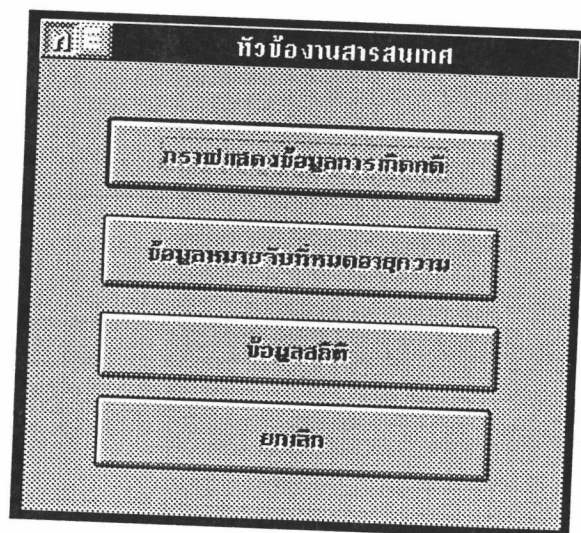 หัวข้องานสารสนเทศ
กราฟแสดงข้อมูลการเกิดคดี
ข้อมูลหมายจับที่หมดอายุความ
ข้อมูลสถิติ
ยกเลิก